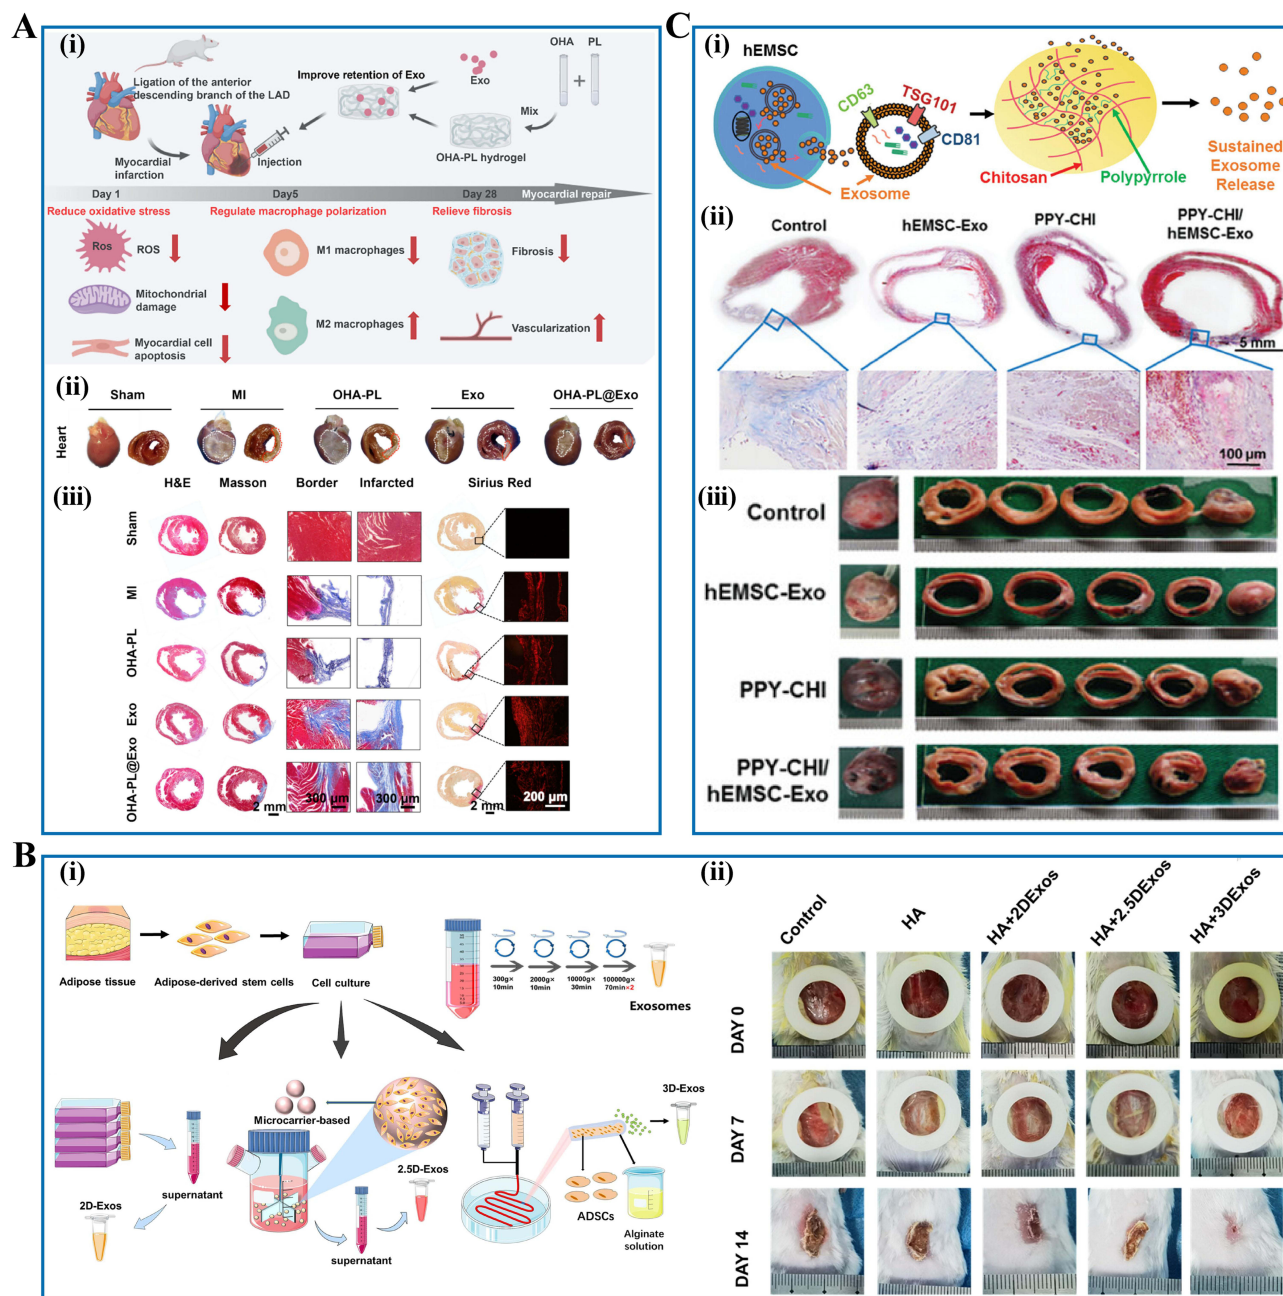 A
(i)
Ligation of the anterior
descending branch of the LAD
Myocardial
infarction
Injection
Improve retention of Exo
Exo
OHA
PL
+
Mix
OHA-PL hydrogel
Day 1
Day5
Day 28
Myocardial repair
Reduce oxidative stress
Regulate macrophage polarization
Relieve fibrosis
Ros
ROS
M1 macrophages
Fibrosis
Mitochondrial
damage
M2 macrophages
Vascularization
Myocardial cell
apoptosis
(ii)
Sham
MI
OHA-PL
Exo
OHA-PL@Exo
Heart
(iii)
H&E
Masson
Border
Infarcted
Sirius Red
Sham
MI
OHA-PL
Exo
OHA-PL@Exo
2 mm
300 μm
300 μm
2 mm
200 μm
C
(i)
hEMSC
CD63
TSG101
CD81
Exosome
Chitosan
Polypyrrole
Sustained
Exosome
Release
(ii)
Control
hEMSC-Exo
PPY-CHI
PPY-CHI/
hEMSC-Exo
5 mm
100 μm
(iii)
Control
hEMSC-Exo
PPY-CHI
PPY-CHI/
hEMSC-Exo
B
(i)
Adipose tissue
Adipose-derived stem cells
Cell culture
300g×
10min
2000g×
10min
10000g×
30min
100000g×
70min×2
Exosomes
Microcarrier-based
2.5D-Exos
supernatant
2D-Exos
supernatant
3D-Exos
ADSCs
Alginate
solution
(ii)
Control
HA
HA+2DExos
HA+2.5DExos
HA+3DExos
DAY 0
DAY 7
DAY 14